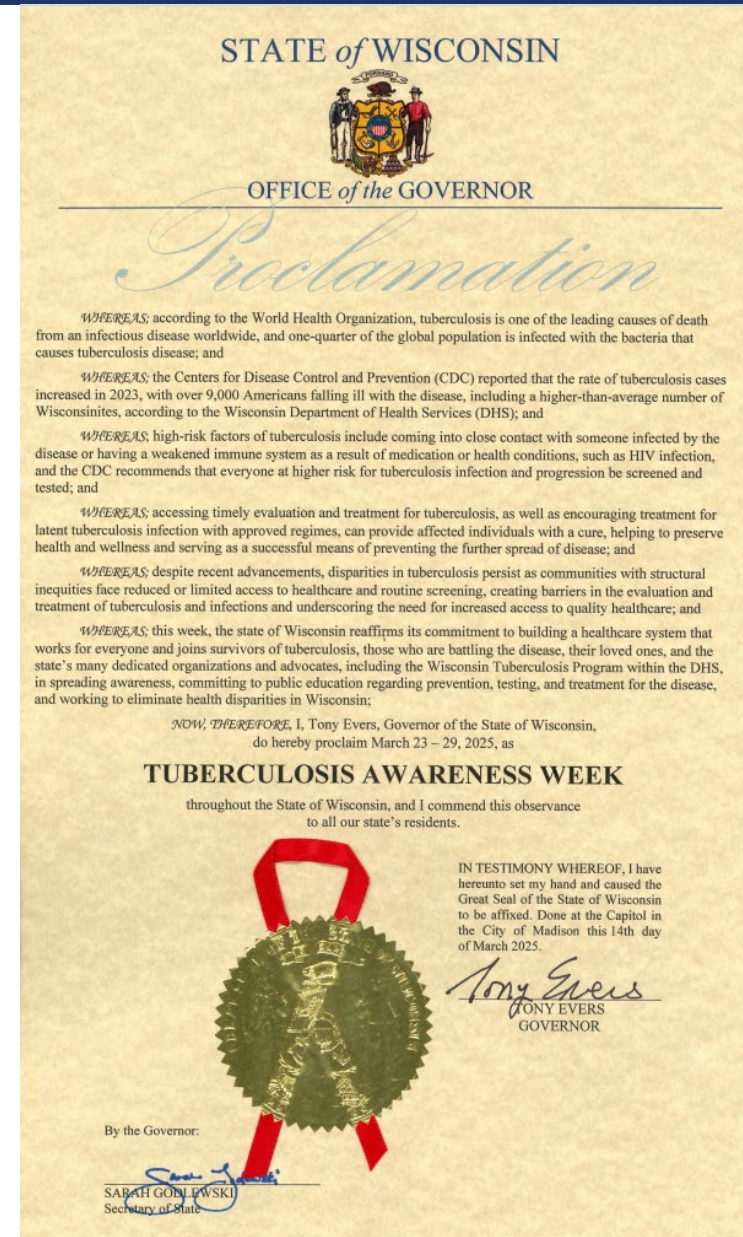 STATE of WISCONSIN
FORWARD
OFFICE of the GOVERNOR
Proclamation
WHEREAS; according to the World Health Organization, tuberculosis is one of the leading causes of death
from an infectious disease worldwide, and one-quarter of the global population is infected with the bacteria that
causes tuberculosis disease; and
WHEREAS; the Centers for Disease Control and Prevention (CDC) reported that the rate of tuberculosis cases
increased in 2023, with over 9,000 Americans falling ill with the disease, including a higher-than-average number of
Wisconsinites, according to the Wisconsin Department of Health Services (DHS); and
WHEREAS; high-risk factors of tuberculosis include coming into close contact with someone infected by the
disease or having a weakened immune system as a result of medication or health conditions, such as HIV infection,
and the CDC recommends that everyone at higher risk for tuberculosis infection and progression be screened and
tested; and
WHEREAS; accessing timely evaluation and treatment for tuberculosis, as well as encouraging treatment for
latent tuberculosis infection with approved regimes, can provide affected individuals with a cure, helping to preserve
health and wellness and serving as a successful means of preventing the further spread of disease; and
WHEREAS; despite recent advancements, disparities in tuberculosis persist as communities with structural
inequities face reduced or limited access to healthcare and routine screening, creating barriers in the evaluation and
treatment of tuberculosis and infections and underscoring the need for increased access to quality healthcare; and
WHEREAS; this week, the state of Wisconsin reaffirms its commitment to building a healthcare system that
works for everyone and joins survivors of tuberculosis, those who are battling the disease, their loved ones, and the
state's many dedicated organizations and advocates, including the Wisconsin Tuberculosis Program within the DHS,
in spreading awareness, committing to public education regarding prevention, testing, and treatment for the disease,
and working to eliminate health disparities in Wisconsin;
NOW, THEREFORE, I, Tony Evers, Governor of the State of Wisconsin,
do hereby proclaim March 23 – 29, 2025, as
TUBERCULOSIS AWARENESS WEEK
throughout the State of Wisconsin, and I commend this observance
to all our state's residents.
IN TESTIMONY WHEREOF, I have
hereunto set my hand and caused the
Great Seal of the State of Wisconsin
to be affixed. Done at the Capitol in
the City of Madison this 14th day
of March 2025.
Tony Evers
TONY EVERS
GOVERNOR
By the Governor:
Sarah Godlewski
SARAH GODLEWSKI
Secretary of State